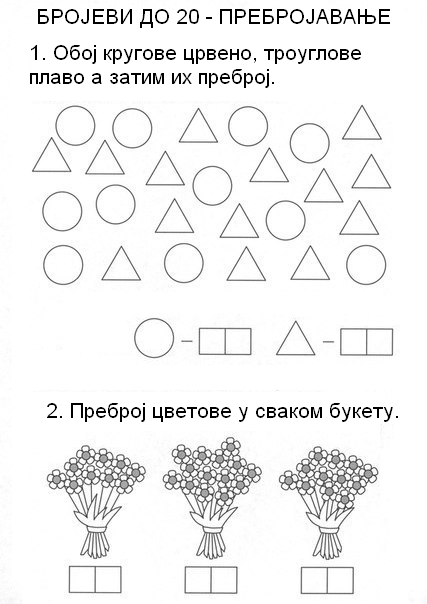 БРОЈЕВИ ДО 20 - ПРЕБРОЈАВАЊЕ
1. Обој кругове црвено, троуглове
плаво а затим их преброј.
2. Преброј цветове у сваком букету.